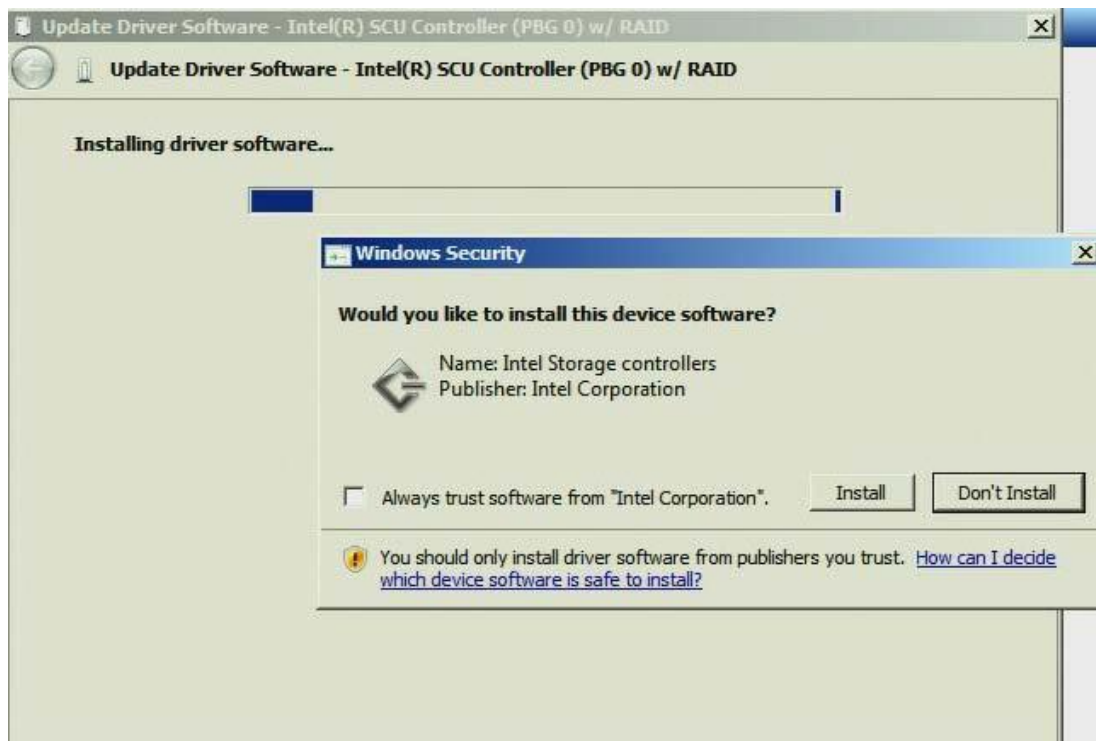 Update Driver Software - Intel(R) SCU Controller (PBG 0) w/ RAID
Update Driver Software - Intel(R) SCU Controller (PBG 0) w/ RAID
Installing driver software...
Windows Security
Would you like to install this device software?
Name: Intel Storage controllers
Publisher: Intel Corporation
Always trust software from "Intel Corporation".
Install
Don't Install
You should only install driver software from publishers you trust. How can I decide
which device software is safe to install?